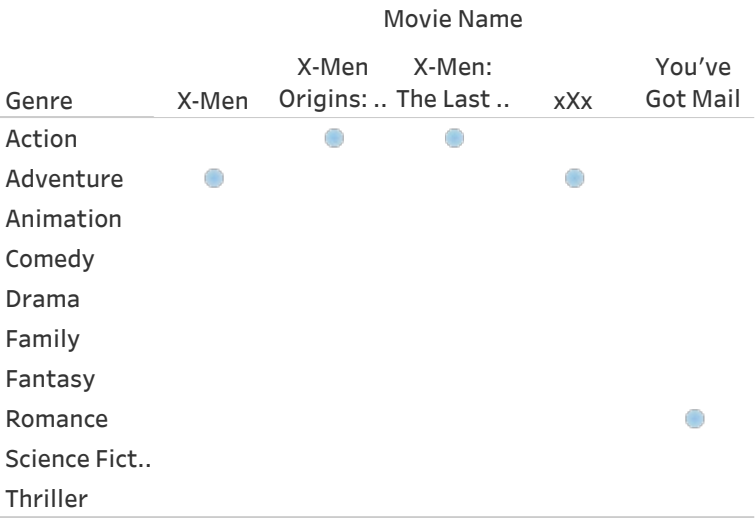 Movie Name
X-Men X-Men: You've
Genre X-Men Origins: .. The Last .. xXx Got Mail
Action
Adventure
Animation
Comedy
Drama
Family
Fantasy
Romance
Science Fict..
Thriller